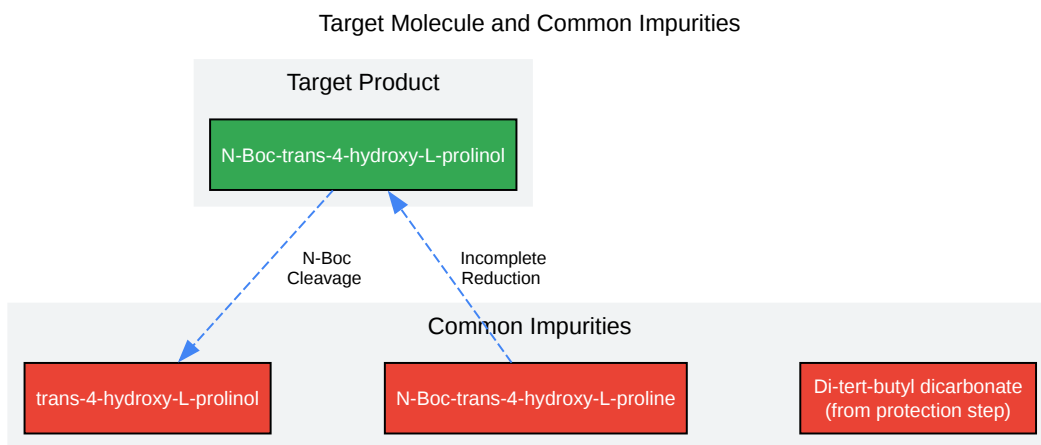 Target Molecule and Common Impurities
Target Product
N-Boc-trans-4-hydroxy-L-prolinol
N-Boc
Cleavage
Incomplete
Reduction
Common Impurities
trans-4-hydroxy-L-prolinol
N-Boc-trans-4-hydroxy-L-proline
Di-tert-butyl dicarbonate
(from protection step)